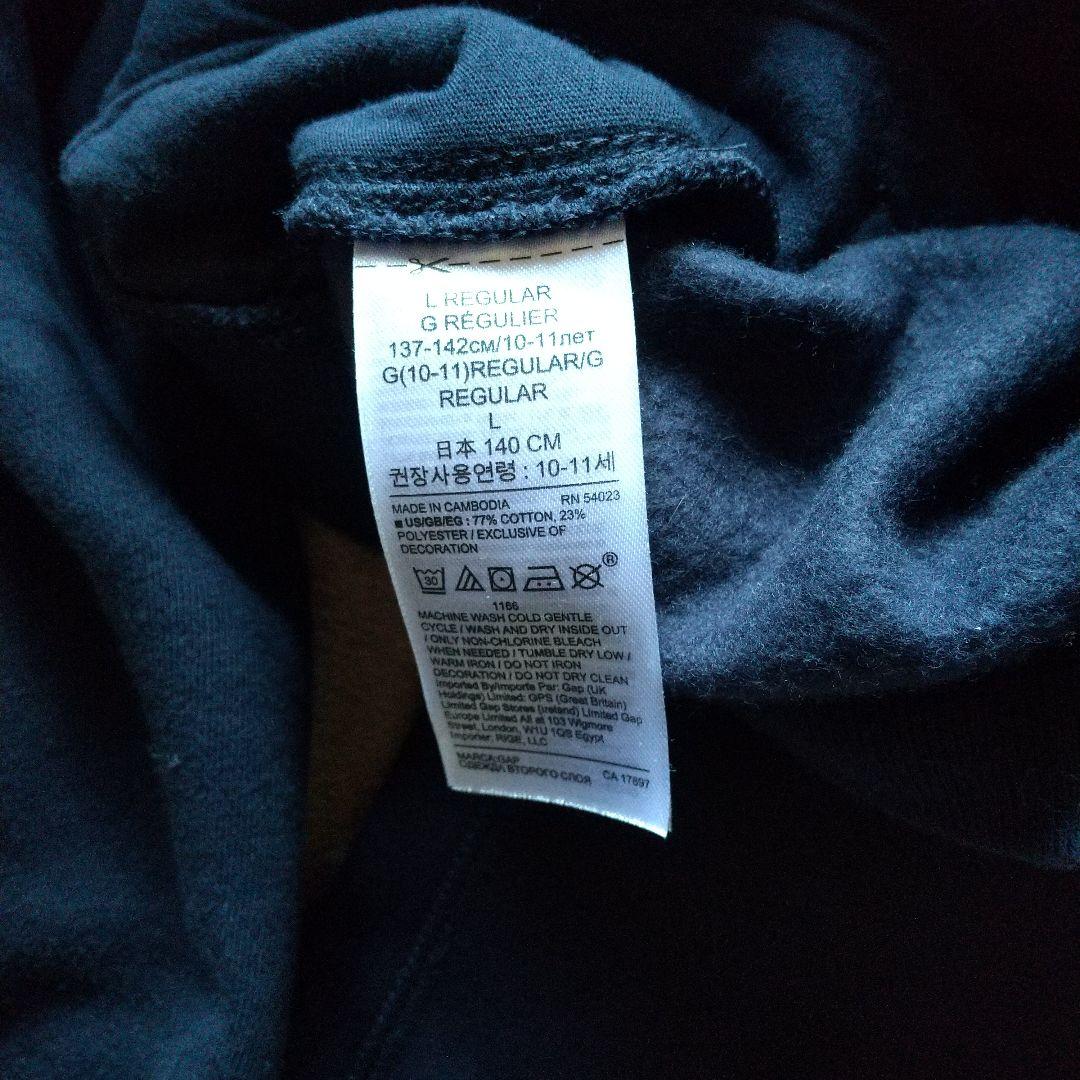 L REGULAR
G RÉGULIER
137-142см/10-11лет
G(10-11)REGULAR/G
REGULAR
L
日本 140 CM
권장사용연령 : 10-11세
MADE IN CAMBODIA RN 54023
■ US/GB/EG : 77% COTTON, 23%
POLYESTER / EXCLUSIVE OF
DECORATION
30 ®
1166
MACHINE WASH COLD GENTLE
CYCLE / WASH AND DRY INSIDE OUT
/ ONLY NON-CHLORINE BLEACH
WHEN NEEDED / TUMBLE DRY LOW /
WARM IRON / DO NOT IRON
DECORATION / DO NOT DRY CLEAN
Imported By/Importe Par: Gap (UK
Holdings) Limited: GPS (Great Britain)
Limited Gap Stores (Ireland) Limited Gap
Europe Limited All at 103 Wigmore
Street, London, W1U 1QS Egypt
Importer: RIGE, LLC
MARCA:GAP
ОДЕЖДА ВТОРОГО СЛОЯ CA 17897